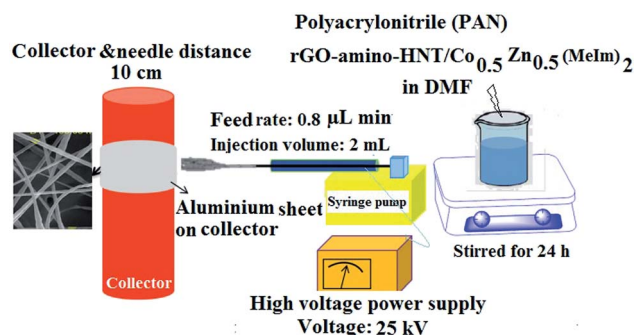 Polyacrylonitrile (PAN)
rGO-amino-HNT/Co0.5 Zn0.5 (MeIm)2
in DMF
Collector &needle distance
10 cm
Feed rate: 0.8 µL min
Injection volume: 2 mL
Syringe pump
Aluminium sheet
on collector
Stirred for 24 h
Collector
High voltage power supply
Voltage: 25 kV